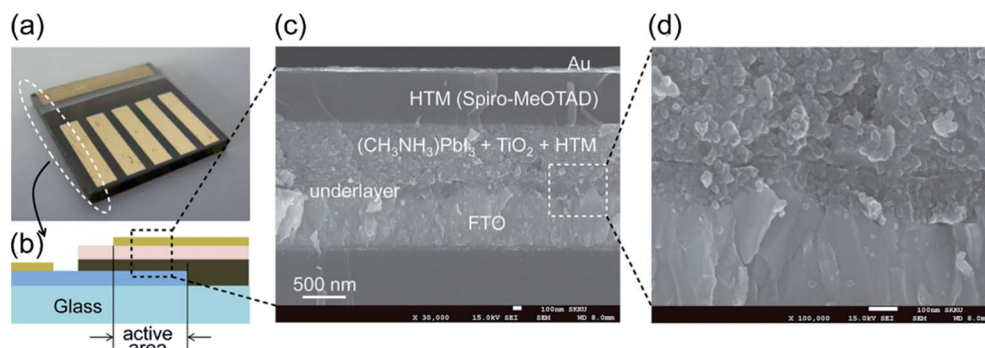 (a)
(b)
Glass
active
area
(c)
Au
HTM (Spiro-MeOTAD)
(CH₃NH₃)PbI₃ + TiO₂ + HTM
underlayer
FTO
500 nm
100nm SKKU
X 30,000 15.0kV SEI SEM WD 8.0mm
(d)
100nm SKKU
X 100,000 15.0kV SEI SEM WD 8.0mm